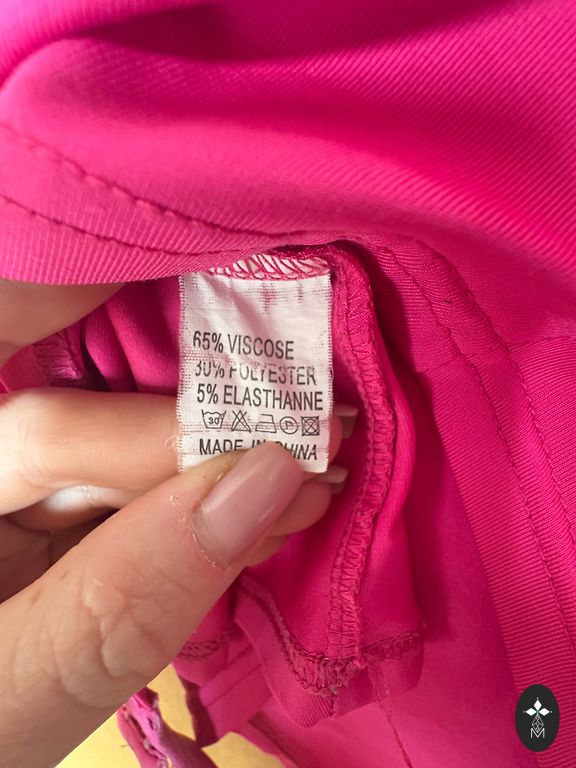 65% VISCOSE
30% POLYESTER
5% ELASTHANNE
30
MADE IN CHINA
M